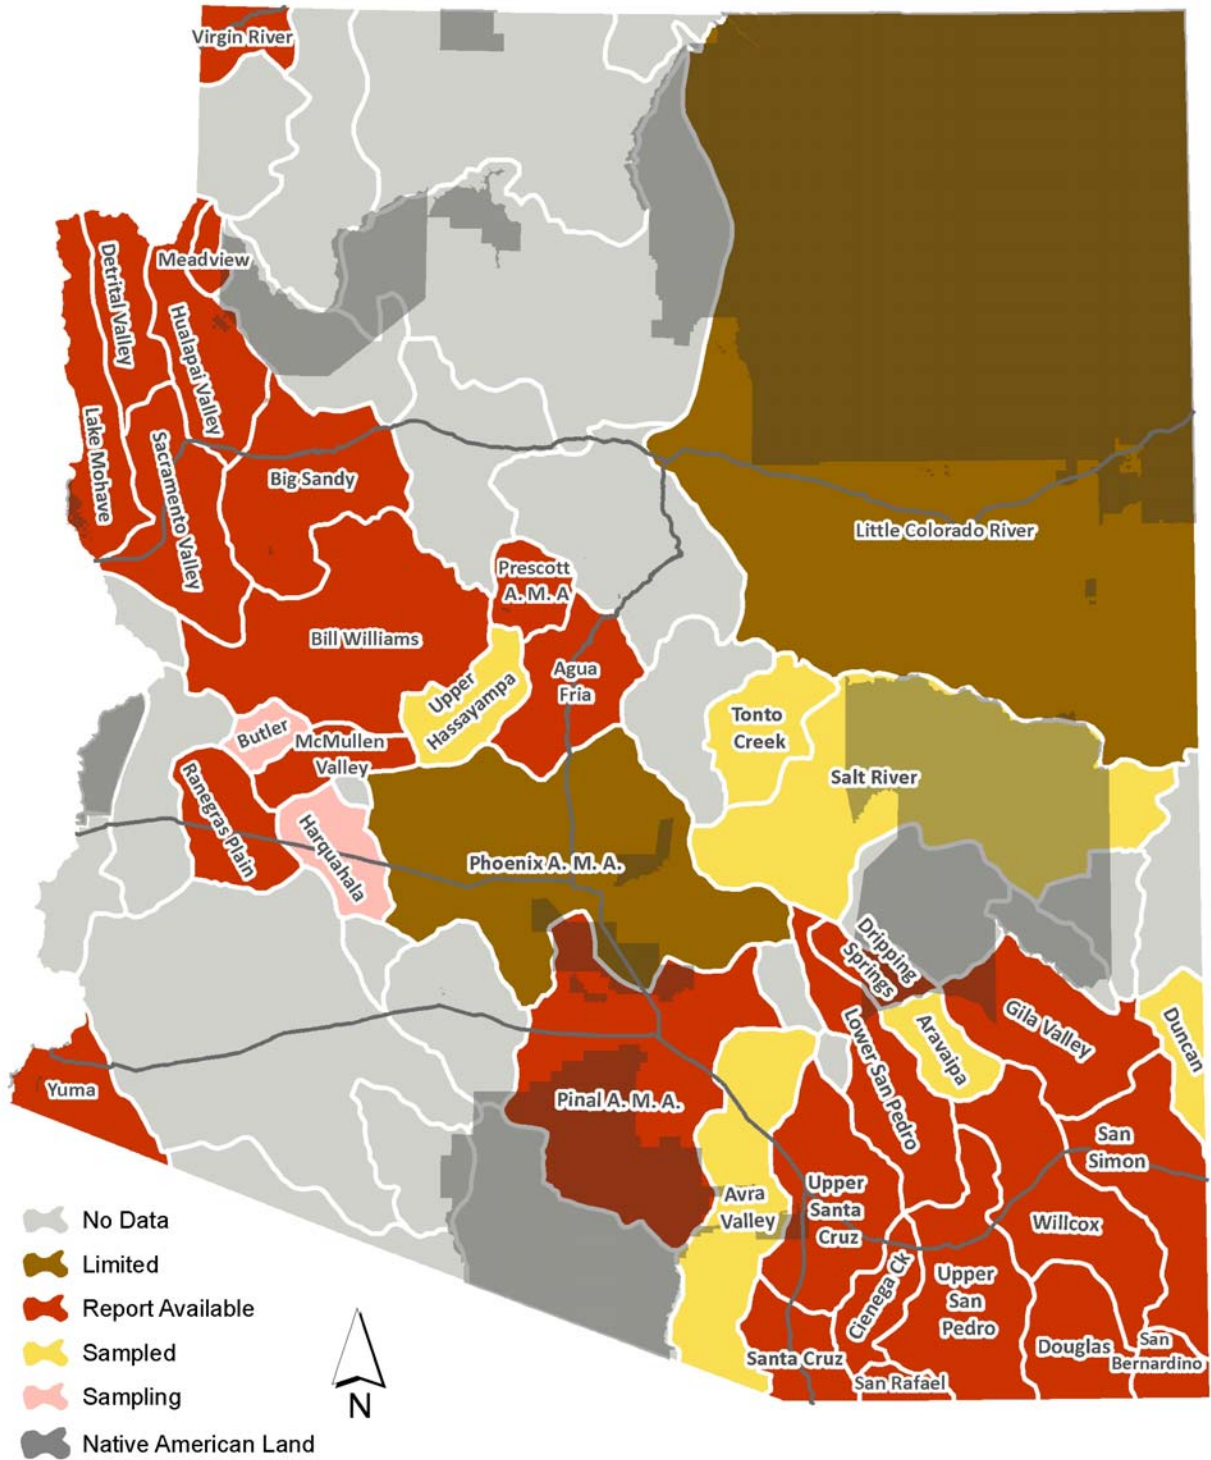 Virgin River
Meadview
Detrital Valley
Hualapai Valley
Lake Mohave
Sacramento Valley
Big Sandy
Little Colorado River
Prescott
A. M. A
Bill Williams
Agua
Fria
Upper
Hassayampa
Tonto
Creek
Butler
McMullen
Valley
Salt River
Ranegras Plain
Harquahala
Phoenix A. M. A.
Dripping
Springs
Gila Valley
Duncan
Aravaipa
Lower San Pedro
Yuma
Pinal A. M. A.
San
Simon
Avra
Valley
Upper
Santa
Cruz
Willcox
Cienega Ck
Upper
San
Pedro
Douglas
San
Bernardino
Santa Cruz
San Rafael
No Data
Limited
Report Available
Sampled
Sampling
Native American Land
N